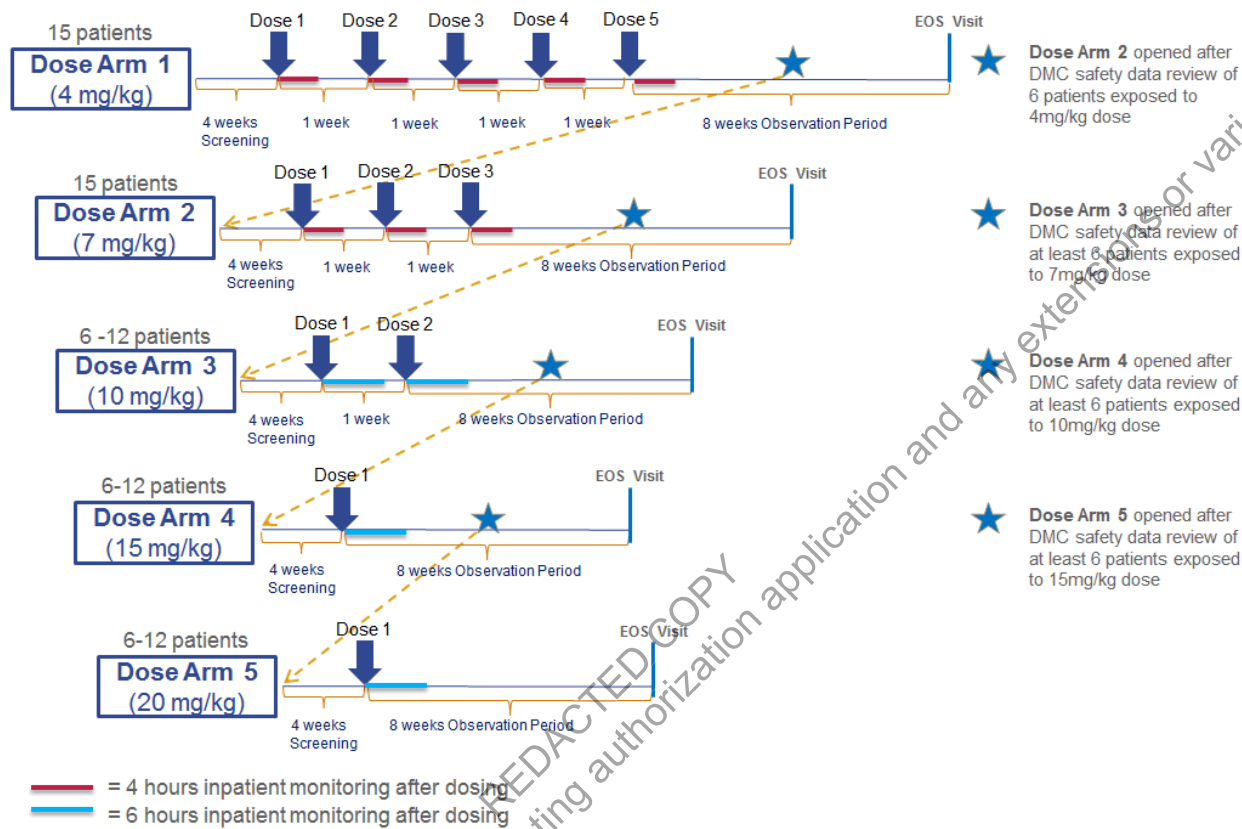 15 patients
Dose Arm 1
(4 mg/kg)
Dose 1
Dose 2
Dose 3
Dose 4
Dose 5
EOS Visit
4 weeks
Screening
1 week
1 week
1 week
1 week
8 weeks Observation Period
Dose Arm 2 opened after
DMC safety data review of
6 patients exposed to
4mg/kg dose
15 patients
Dose Arm 2
(7 mg/kg)
Dose 1
Dose 2
Dose 3
EOS Visit
4 weeks
Screening
1 week
1 week
8 weeks Observation Period
Dose Arm 3 opened after
DMC safety data review of
at least 6 patients exposed
to 7mg/kg dose
6 -12 patients
Dose Arm 3
(10 mg/kg)
Dose 1
Dose 2
EOS Visit
4 weeks
Screening
1 week
8 weeks Observation Period
Dose Arm 4 opened after
DMC safety data review of
at least 6 patients exposed
to 10mg/kg dose
6-12 patients
Dose Arm 4
(15 mg/kg)
Dose 1
EOS Visit
4 weeks
Screening
8 weeks Observation Period
Dose Arm 5 opened after
DMC safety data review of
at least 6 patients exposed
to 15mg/kg dose
6-12 patients
Dose Arm 5
(20 mg/kg)
Dose 1
EOS Visit
4 weeks
Screening
8 weeks Observation Period
= 4 hours inpatient monitoring after dosing
= 6 hours inpatient monitoring after dosing
REDACTED COPY
authorization application and any extensions or